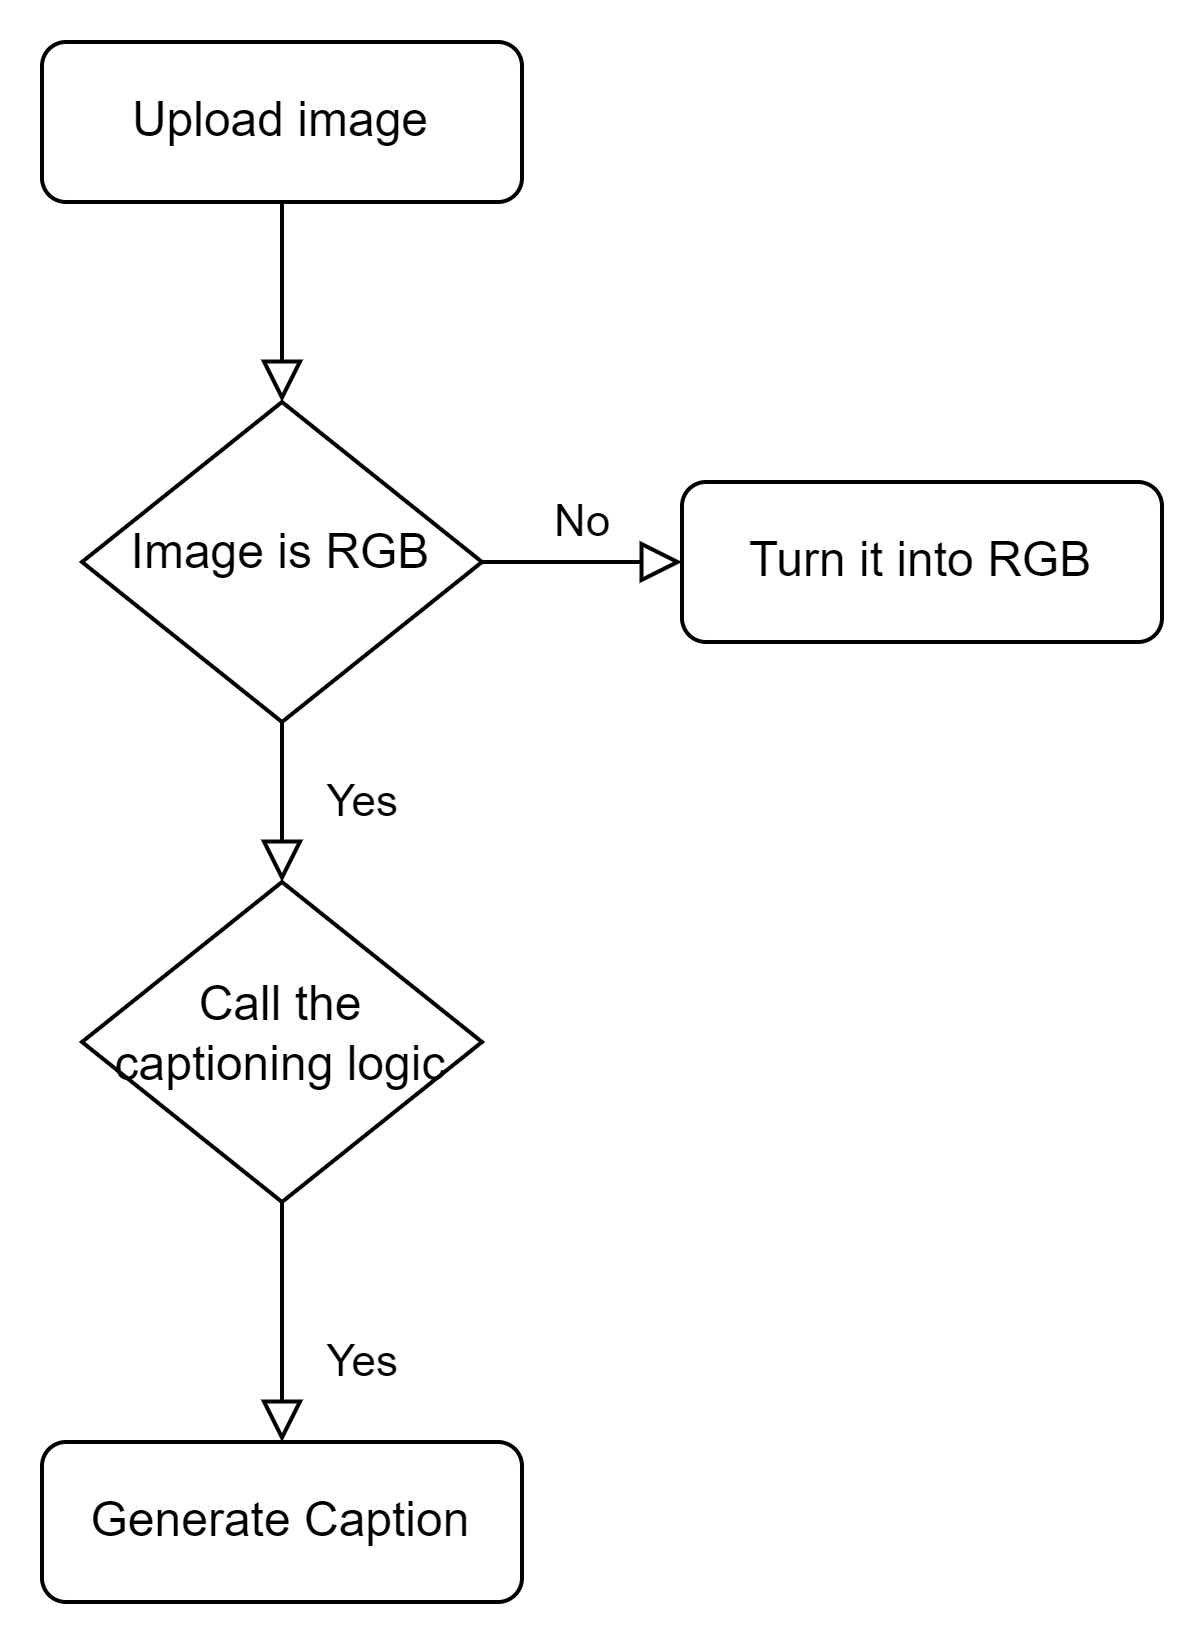 Upload image
Image is RGB
No
Turn it into RGB
Yes
Call the
captioning logic
Yes
Generate Caption